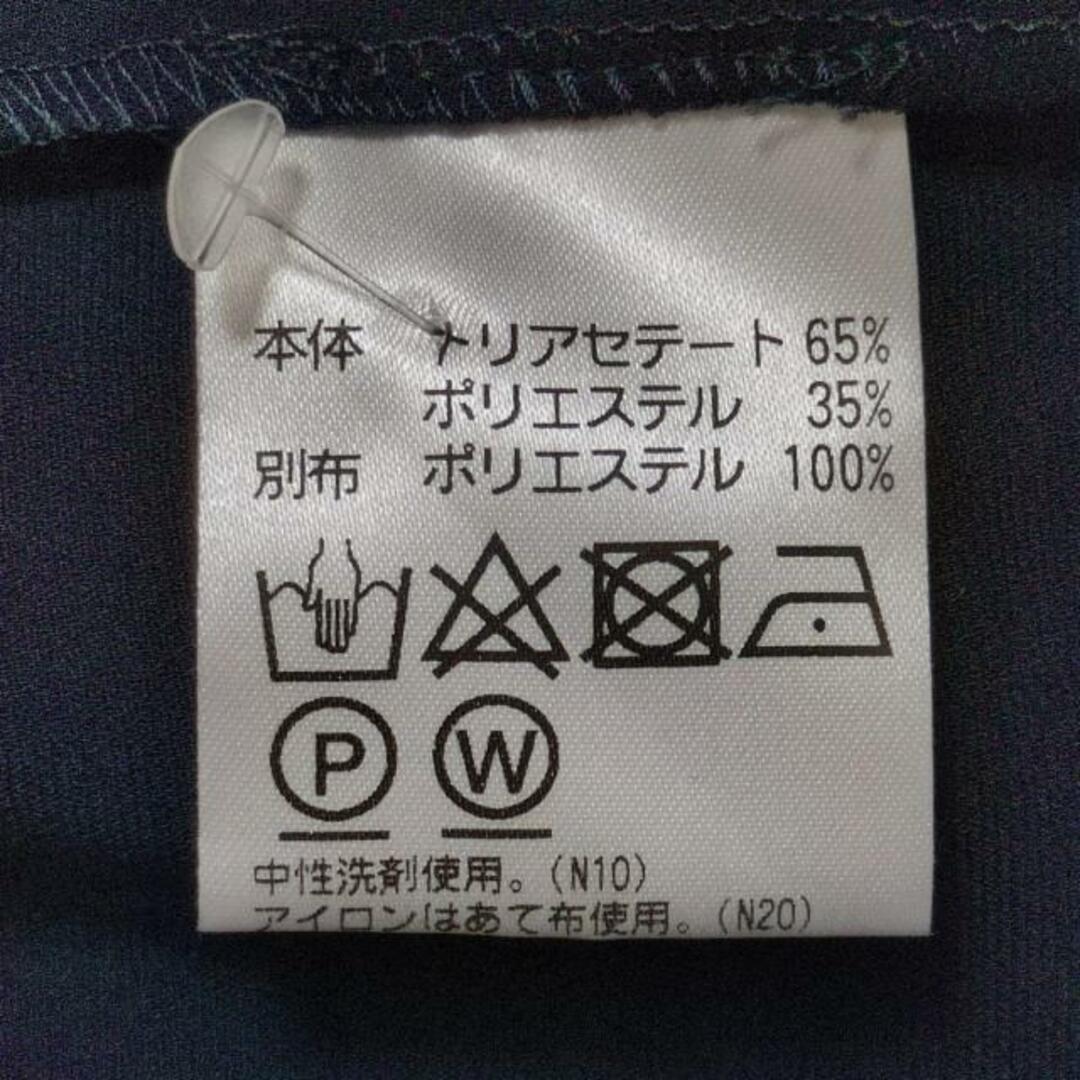 本体 トリアセテート 65%
ポリエステル 35%
別布 ポリエステル 100%
P W
中性洗剤使用。(N10)
アイロンはあて布使用。(N20)